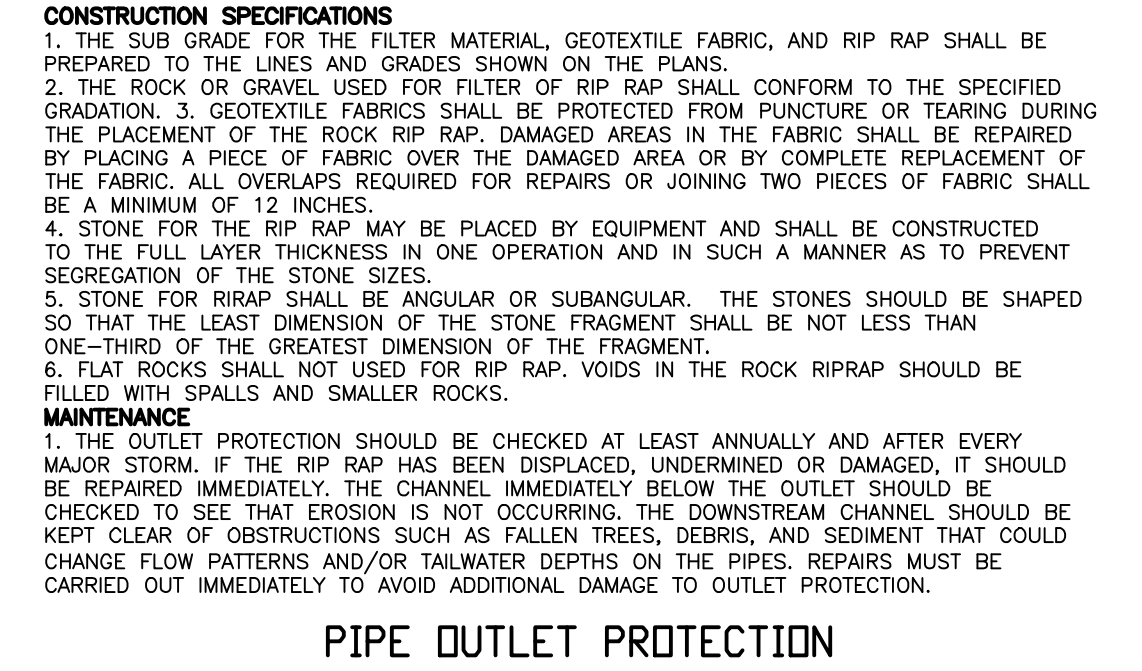 CONSTRUCTION SPECIFICATIONS
1. THE SUB GRADE FOR THE FILTER MATERIAL, GEOTEXTILE FABRIC, AND RIP RAP SHALL BE
PREPARED TO THE LINES AND GRADES SHOWN ON THE PLANS.
2. THE ROCK OR GRAVEL USED FOR FILTER OF RIP RAP SHALL CONFORM TO THE SPECIFIED
GRADATION. 3. GEOTEXTILE FABRICS SHALL BE PROTECTED FROM PUNCTURE OR TEARING DURING
THE PLACEMENT OF THE ROCK RIP RAP. DAMAGED AREAS IN THE FABRIC SHALL BE REPAIRED
BY PLACING A PIECE OF FABRIC OVER THE DAMAGED AREA OR BY COMPLETE REPLACEMENT OF
THE FABRIC. ALL OVERLAPS REQUIRED FOR REPAIRS OR JOINING TWO PIECES OF FABRIC SHALL
BE A MINIMUM OF 12 INCHES.
4. STONE FOR THE RIP RAP MAY BE PLACED BY EQUIPMENT AND SHALL BE CONSTRUCTED
TO THE FULL LAYER THICKNESS IN ONE OPERATION AND IN SUCH A MANNER AS TO PREVENT
SEGREGATION OF THE STONE SIZES.
5. STONE FOR RIRAP SHALL BE ANGULAR OR SUBANGULAR. THE STONES SHOULD BE SHAPED
SO THAT THE LEAST DIMENSION OF THE STONE FRAGMENT SHALL BE NOT LESS THAN
ONE-THIRD OF THE GREATEST DIMENSION OF THE FRAGMENT.
6. FLAT ROCKS SHALL NOT USED FOR RIP RAP. VOIDS IN THE ROCK RIPRAP SHOULD BE
FILLED WITH SPALLS AND SMALLER ROCKS.
MAINTENANCE
1. THE OUTLET PROTECTION SHOULD BE CHECKED AT LEAST ANNUALLY AND AFTER EVERY
MAJOR STORM. IF THE RIP RAP HAS BEEN DISPLACED, UNDERMINED OR DAMAGED, IT SHOULD
BE REPAIRED IMMEDIATELY. THE CHANNEL IMMEDIATELY BELOW THE OUTLET SHOULD BE
CHECKED TO SEE THAT EROSION IS NOT OCCURRING. THE DOWNSTREAM CHANNEL SHOULD BE
KEPT CLEAR OF OBSTRUCTIONS SUCH AS FALLEN TREES, DEBRIS, AND SEDIMENT THAT COULD
CHANGE FLOW PATTERNS AND/OR TAILWATER DEPTHS ON THE PIPES. REPAIRS MUST BE
CARRIED OUT IMMEDIATELY TO AVOID ADDITIONAL DAMAGE TO OUTLET PROTECTION.
PIPE OUTLET PROTECTION